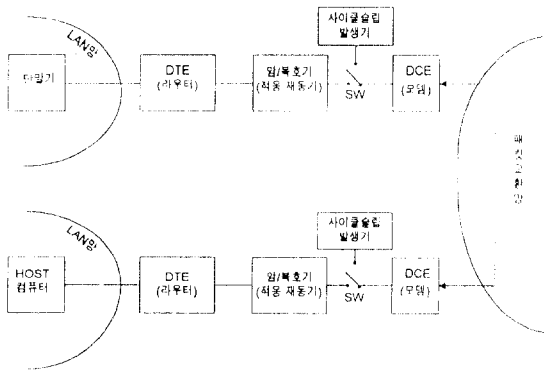 사이클슬립
발생기
LAN망
단말기
DTE
(라우터)
암/복호기
(적응 재동기)
SW
DCE
(모뎀)
패킷교환망
사이클슬립
발생기
LAN망
HOST
컴퓨터
DTE
(라우터)
암/복호기
(적응 재동기)
SW
DCE
(모뎀)